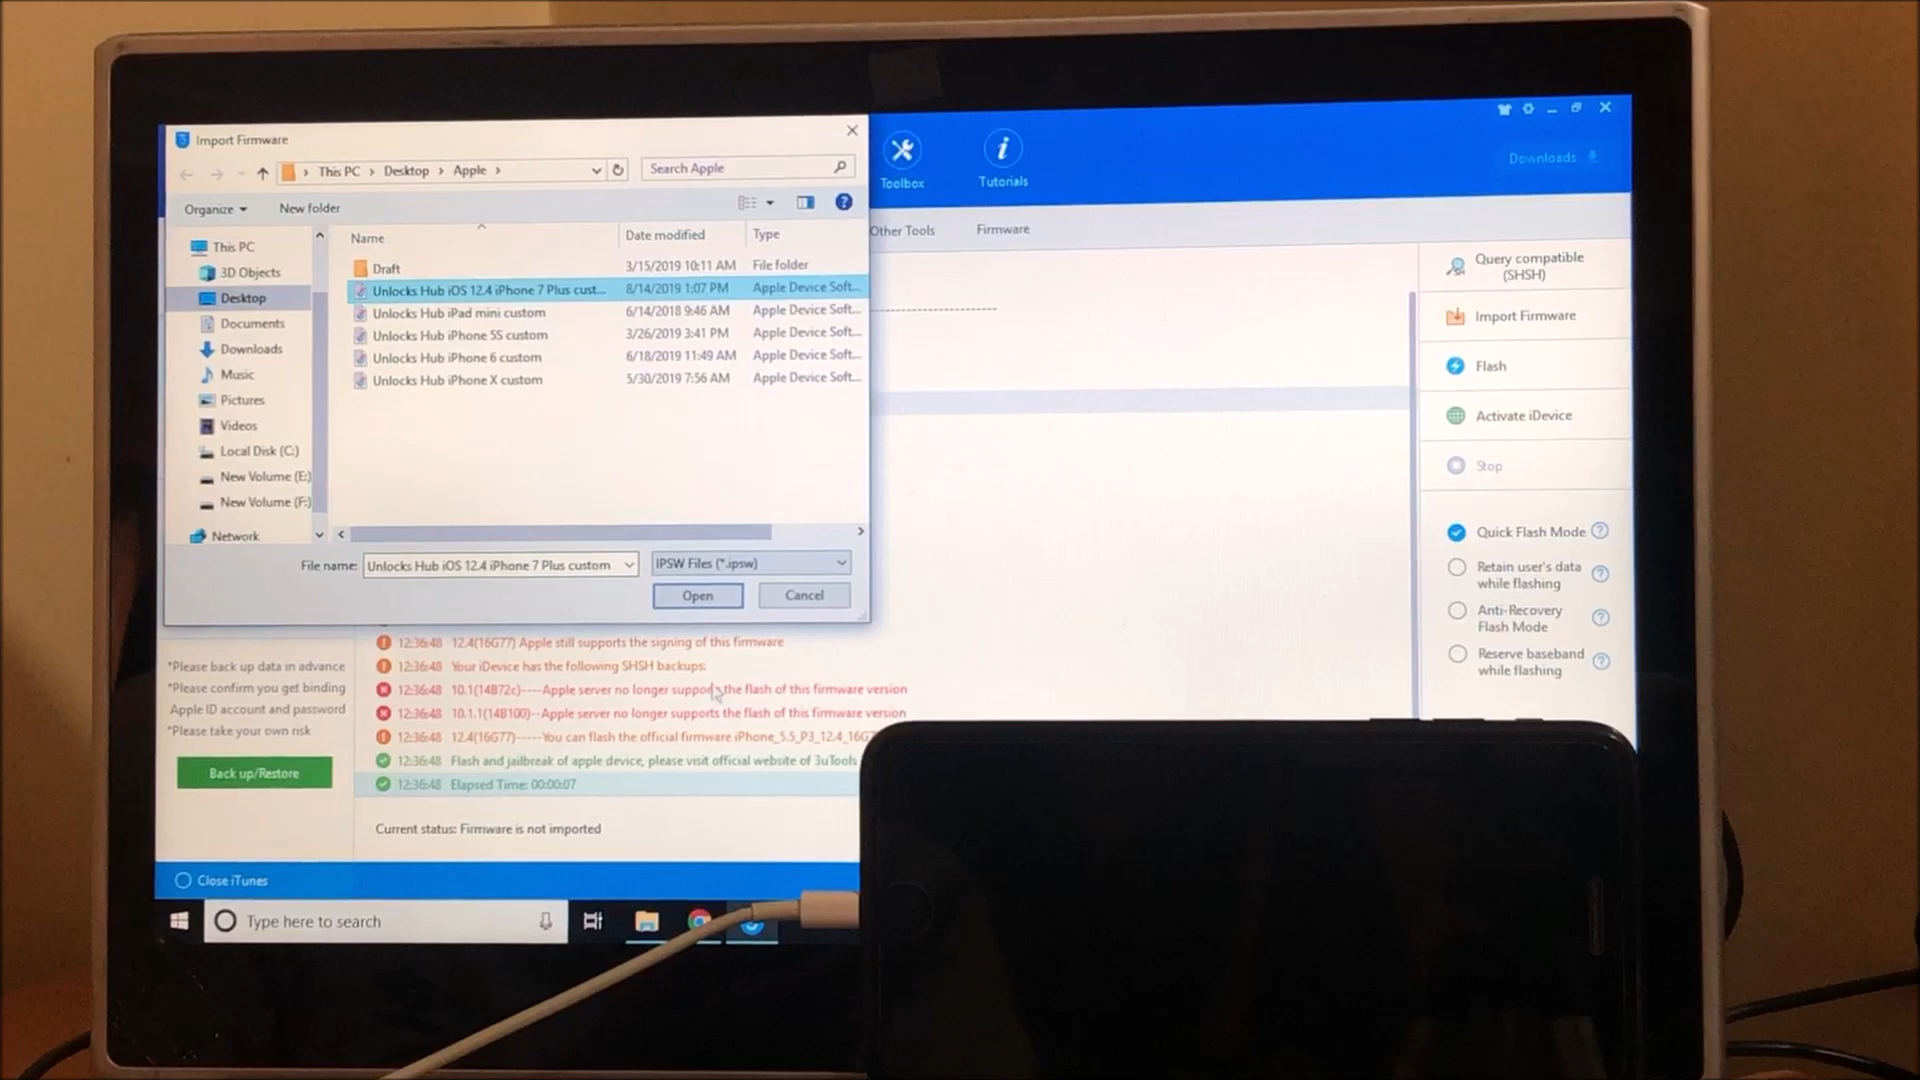 Import Firmware
This PC > Desktop > Apple >
Search Apple
Organize
New folder
Name
Date modified
Type
Draft
3/15/2019 10:11 AM
File folder
Unlocks Hub iOS 12.4 iPhone 7 Plus cust...
8/14/2019 1:07 PM
Apple Device Soft...
Unlocks Hub iPad mini custom
6/14/2018 9:46 AM
Apple Device Soft...
Unlocks Hub iPhone 5S custom
3/26/2019 3:41 PM
Apple Device Soft...
Unlocks Hub iPhone 6 custom
6/18/2019 11:49 AM
Apple Device Soft...
Unlocks Hub iPhone X custom
5/30/2019 7:56 AM
Apple Device Soft...
This PC
3D Objects
Desktop
Documents
Downloads
Music
Pictures
Videos
Local Disk (C:)
New Volume (E:)
New Volume (F:)
Network
File name:
Unlocks Hub iOS 12.4 iPhone 7 Plus custom
IPSW Files (*.ipsw)
Open
Cancel
Toolbox
Tutorials
Downloads
Other Tools
Firmware
Query compatible
(SHSH)
Import Firmware
Flash
Activate iDevice
Stop
Quick Flash Mode
Retain user's data
while flashing
Anti-Recovery
Flash Mode
Reserve baseband
while flashing
12:36:48 12.4(16G77) Apple still supports the signing of this firmware
12:36:48 Your iDevice has the following SHSH backups:
12:36:48 10.1(14B72c)----Apple server no longer supports the flash of this firmware version
12:36:48 10.1.1(14B100)--Apple server no longer supports the flash of this firmware version
12:36:48 12.4(16G77)-----You can flash the official firmware iPhone_5.5_P3_12.4_16G7
12:36:48 Flash and jailbreak of apple device, please visit official website of 3uTools
12:36:48 Elapsed Time: 00:00:07
*Please back up data in advance
*Please confirm you get binding
Apple ID account and password
*Please take your own risk
Back up/Restore
Current status: Firmware is not imported
Close iTunes
Type here to search